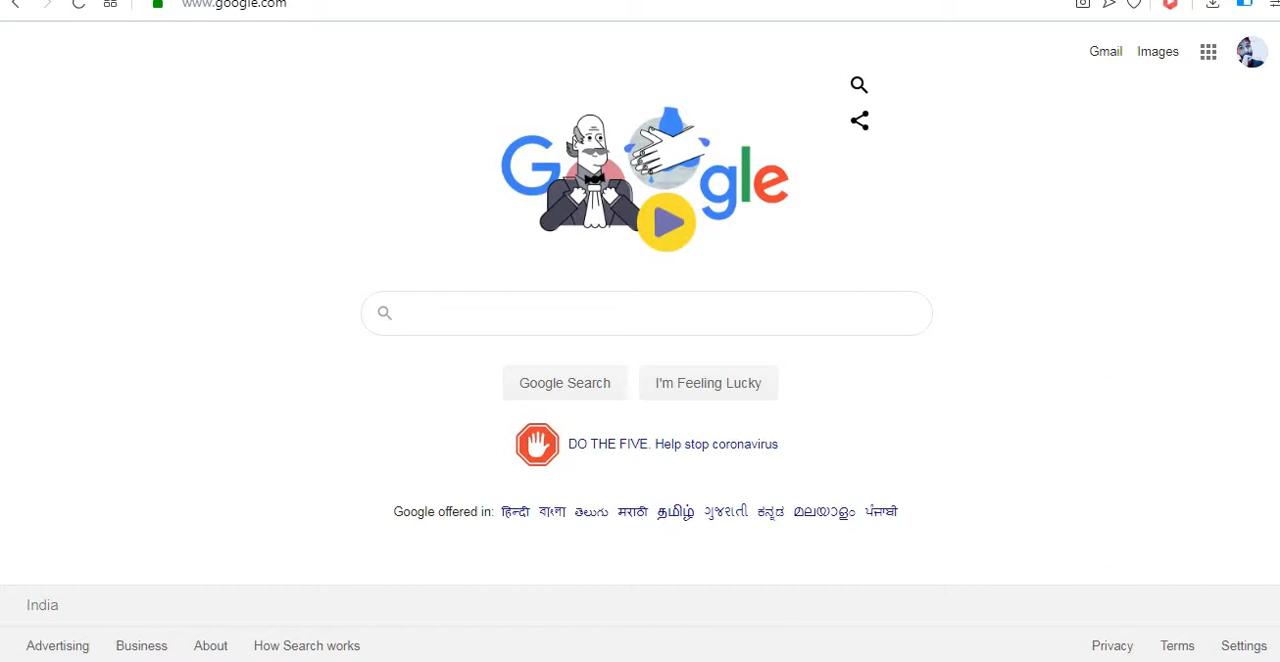 www.google.com
Gmail Images
Google
Google Search I'm Feeling Lucky
DO THE FIVE. Help stop coronavirus
Google offered in: हिन्दी বাংলা తెలుగు मराठी தமிழ் ગુજરાતી ಕನ್ನಡ മലയാളം ਪੰਜਾਬੀ
India
Advertising Business About How Search works Privacy Terms Settings